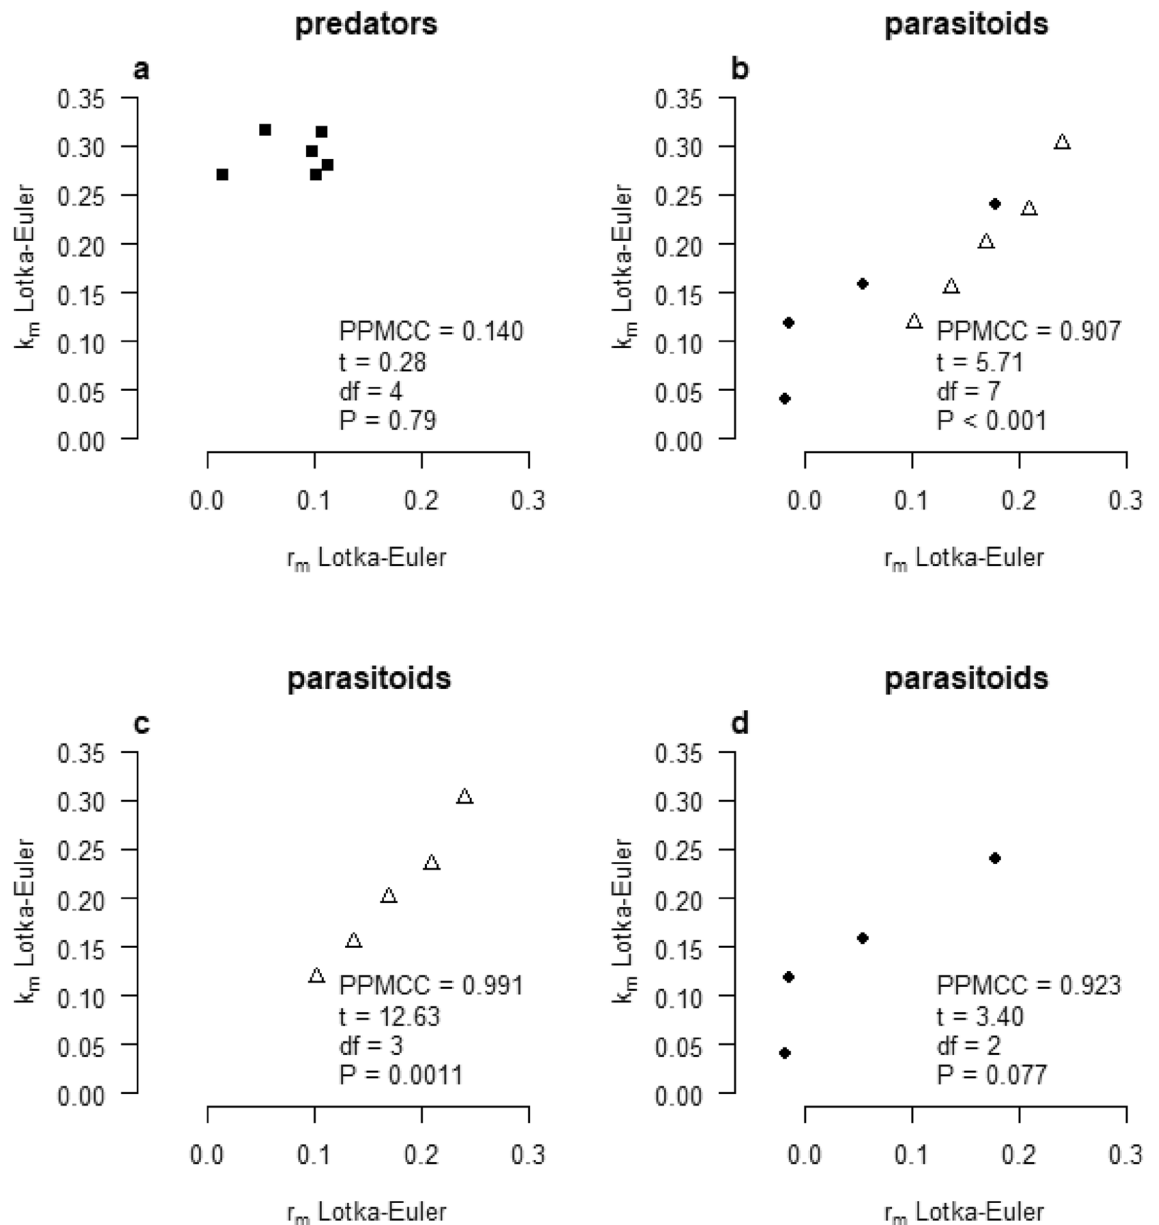 predators
a
0.35
0.30
0.25
0.20
0.15
0.10
0.05
0.00
k_m Lotka-Euler
PPMCC = 0.140
t = 0.28
df = 4
P = 0.79
0.0 0.1 0.2 0.3
r_m Lotka-Euler
parasitoids
b
0.35
0.30
0.25
0.20
0.15
0.10
0.05
0.00
k_m Lotka-Euler
PPMCC = 0.907
t = 5.71
df = 7
P < 0.001
0.0 0.1 0.2 0.3
r_m Lotka-Euler
parasitoids
c
0.35
0.30
0.25
0.20
0.15
0.10
0.05
0.00
k_m Lotka-Euler
PPMCC = 0.991
t = 12.63
df = 3
P = 0.0011
0.0 0.1 0.2 0.3
r_m Lotka-Euler
parasitoids
d
0.35
0.30
0.25
0.20
0.15
0.10
0.05
0.00
k_m Lotka-Euler
PPMCC = 0.923
t = 3.40
df = 2
P = 0.077
0.0 0.1 0.2 0.3
r_m Lotka-Euler